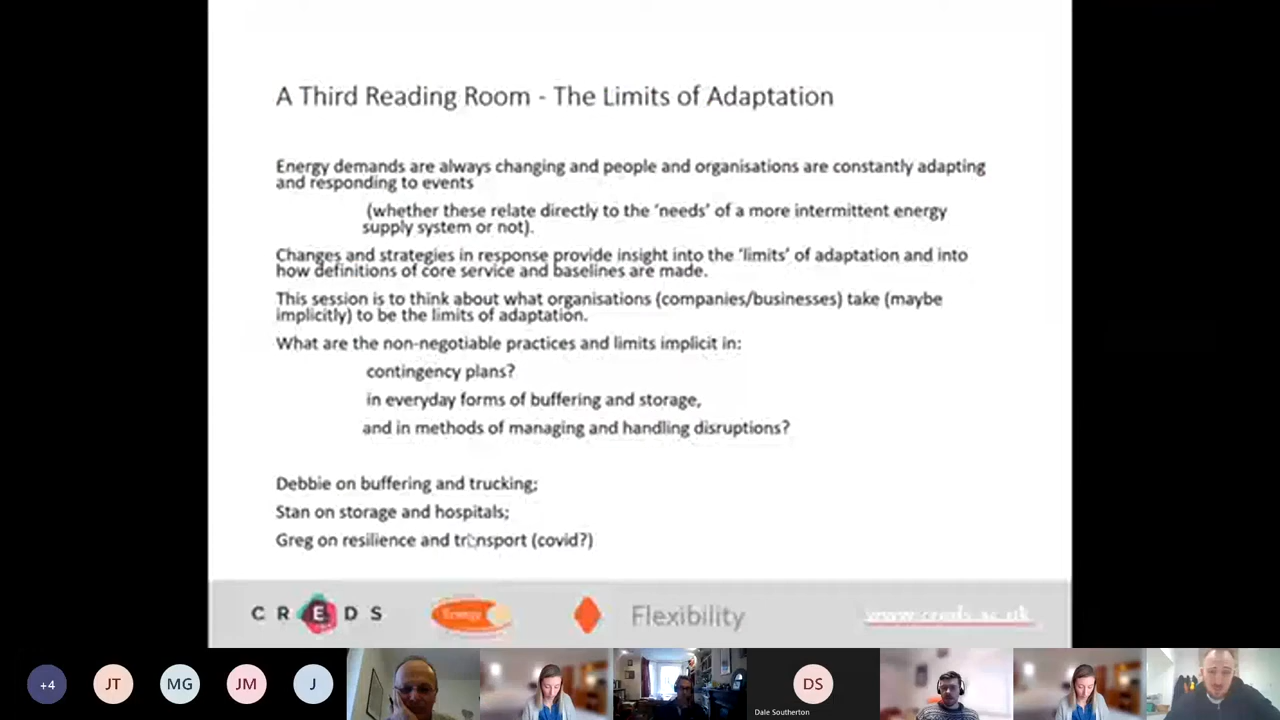 A Third Reading Room - The Limits of Adaptation
Energy demands are always changing and people and organisations are constantly adapting
and responding to events
(whether these relate directly to the 'needs' of a more intermittent energy
supply system or not).
Changes and strategies in response provide insight into the 'limits' of adaptation and into
how definitions of core service and baselines are made.
This session is to think about what organisations (companies/businesses) take (maybe
implicitly) to be the limits of adaptation.
What are the non-negotiable practices and limits implicit in:
contingency plans?
in everyday forms of buffering and storage,
and in methods of managing and handling disruptions?
Debbie on buffering and trucking;
Stan on storage and hospitals;
Greg on resilience and transport (covid?)
CREDS
Energy
Flexibility
www.creds.ac.uk
+4
JT
MG
JM
J
DS
Dale Southerton